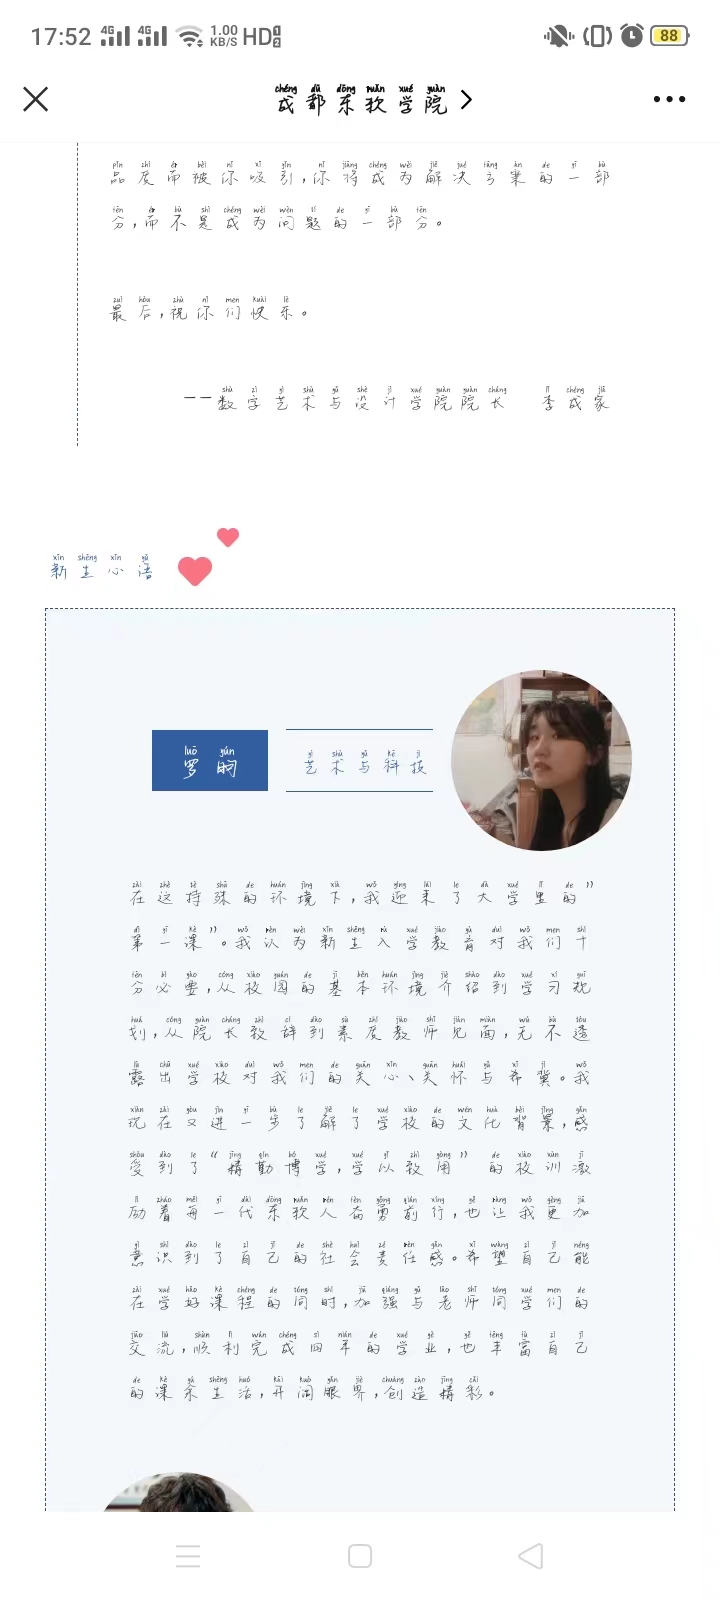 17:52 4G 4G 1.00 KB/S HD 1 2 88
成都东软学院
品质而被你吸引,你将成为解决方案的一部
分,而不是成为问题的一部分。
最后,祝你们快乐。
——数字艺术与设计学院院长 李成家
新生心语
罗昀
艺术与科技
在这特殊的环境下,我迎来了大学里的”
第一课”。我认为新生入学教育对我们十
分必要,从校园的基本环境介绍到学习规
划,从院长致辞到素质教师见面,无不透
露出学校对我们的关心、关怀与希冀。我
现在又进一步了解了学校的文化背景,感
受到了“精勤博学,学以致用” 的校训激
励着每一代东软人奋勇前行,也让我更加
意识到了自己的社会责任感。希望自己能
在学好课程的同时,加强与老师同学们的
交流,顺利完成四年的学业,也丰富自己
的课余生活,开阔眼界,创造精彩。